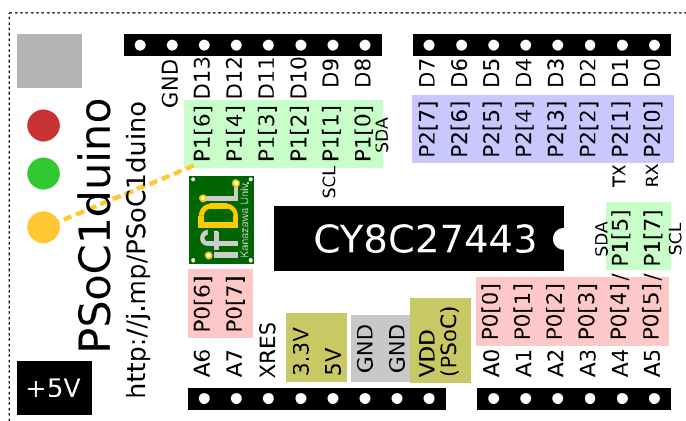 PSoC1duino
http://j.mp/PSoC1duino
+5V
GND
D13
D12
D11
D10
D9
D8
D7
D6
D5
D4
D3
D2
D1
D0
P1[6]
P1[4]
P1[3]
P1[2]
P1[1]
P1[0]
SDA
SCL
P2[7]
P2[6]
P2[5]
P2[4]
P2[3]
P2[2]
P2[1]
P2[0]
TX
RX
ifDL
Kanazawa Univ.
CY8C27443
SDA
P1[5]
P1[7]
SCL
P0[6]
P0[7]
P0[0]
P0[1]
P0[2]
P0[3]
P0[4]/
P0[5]/
A6
A7
XRES
3.3V
5V
GND
GND
VDD
(PSoC)
A0
A1
A2
A3
A4
A5